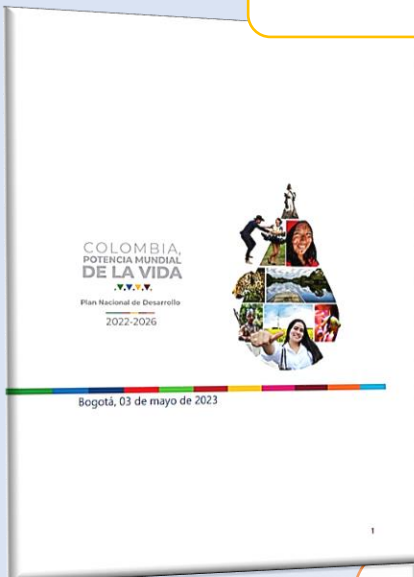 COLOMBIA,
POTENCIA MUNDIAL
DE LA VIDA
Plan Nacional de Desarrollo
2022-2026
Bogotá, 03 de mayo de 2023
1